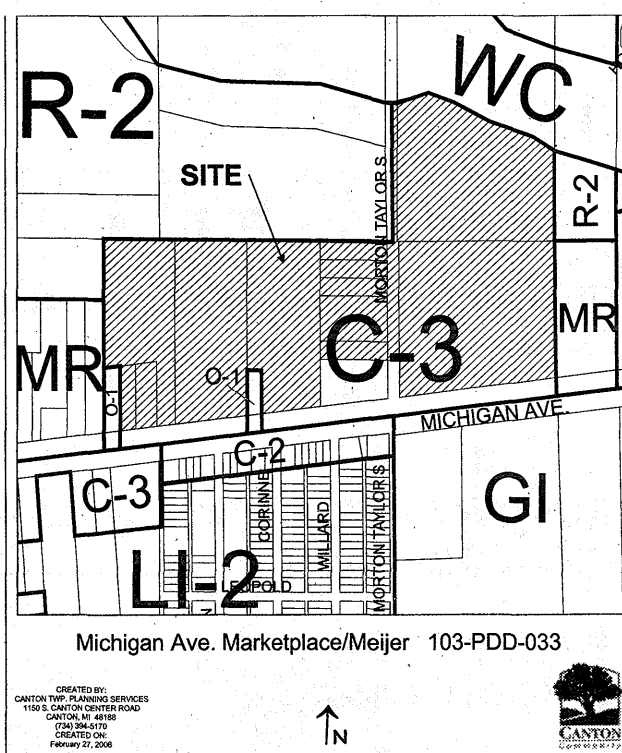 R-2
WC
SITE
R-2
MORTON TAYLOR S
C-3
MR
MR
O-1
O-1
MICHIGAN AVE.
C-2
C-3
GI
CORINNE
WILLARD
MORTON TAYLOR S
LI-2
LEOPOLD
N
Michigan Ave. Marketplace/Meijer 103-PDD-033
CREATED BY:
CANTON TWP. PLANNING SERVICES
1150 S. CANTON CENTER ROAD
CANTON, MI 48188
(734) 394-5170
CREATED ON:
February 27, 2006
N
CANTON
Community